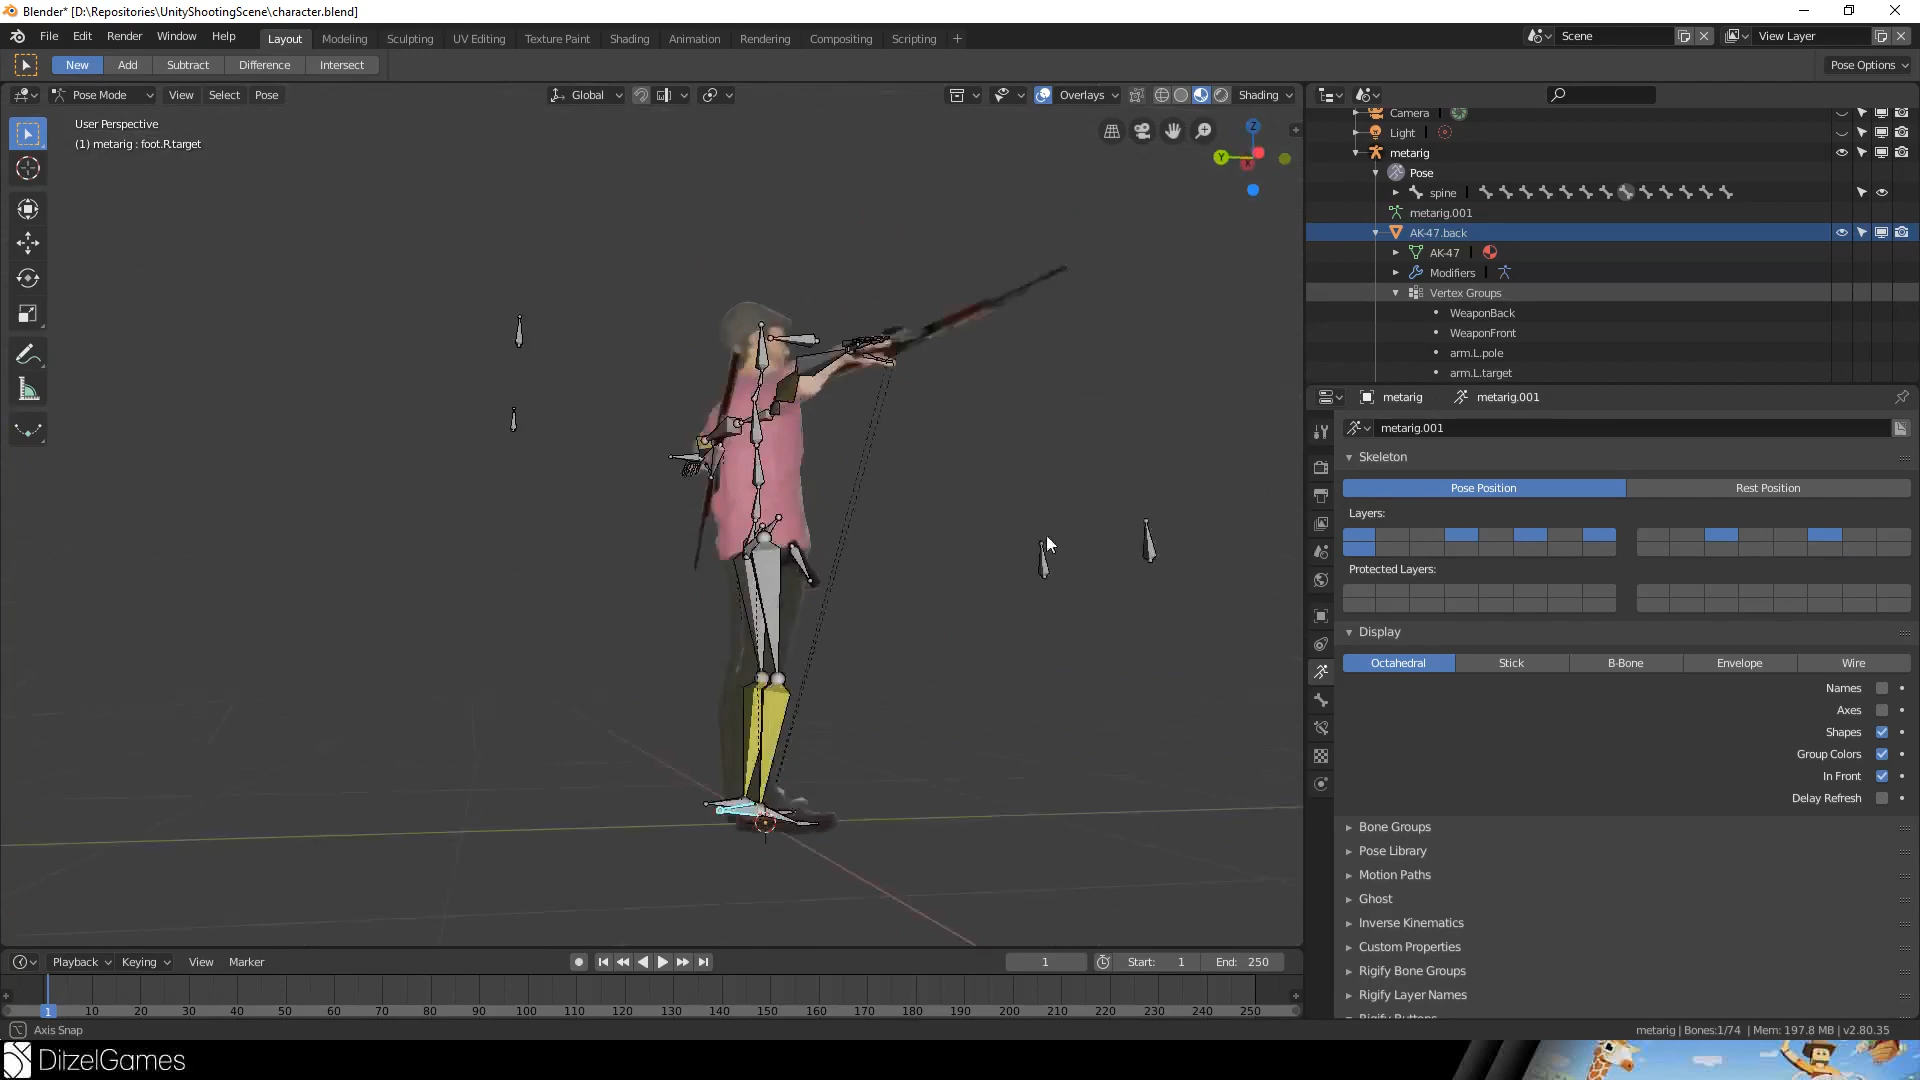 Blender* [D:\Repositories\UnityShootingScene\character.blend]
File Edit Render Window Help Layout Modeling Sculpting UV Editing Texture Paint Shading Animation Rendering Compositing Scripting + Scene View Layer
New Add Subtract Difference Intersect Pose Options
Pose Mode View Select Pose Global Overlays Shading
User Perspective
(1) metarig : foot.R.target
Z
Y
X
Camera
Light
metarig
Pose
spine
metarig.001
AK-47.back
AK-47
Modifiers
Vertex Groups
WeaponBack
WeaponFront
arm.L.pole
arm.L.target
metarig metarig.001
metarig.001
Skeleton
Pose Position Rest Position
Layers:
Protected Layers:
Display
Octahedral Stick B-Bone Envelope Wire
Names
Axes
Shapes
Group Colors
In Front
Delay Refresh
Bone Groups
Pose Library
Motion Paths
Ghost
Inverse Kinematics
Custom Properties
Rigify Bone Groups
Rigify Layer Names
Rigify Buttons
Playback Keying View Marker 1 Start: 1 End: 250
1 10 20 30 40 50 60 70 80 90 100 110 120 130 140 150 160 170 180 190 200 210 220 230 240 250
Axis Snap metarig | Bones:1/74 | Mem: 197.8 MB | v2.80.35
DitzelGames